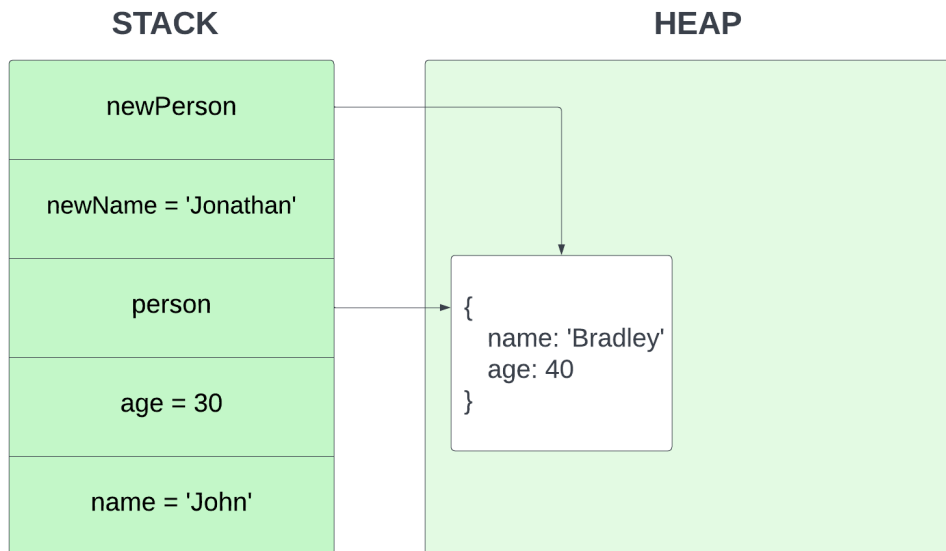 STACK
HEAP
newPerson
newName = 'Jonathan'
person
age = 30
name = 'John'
{
name: 'Bradley'
age: 40
}